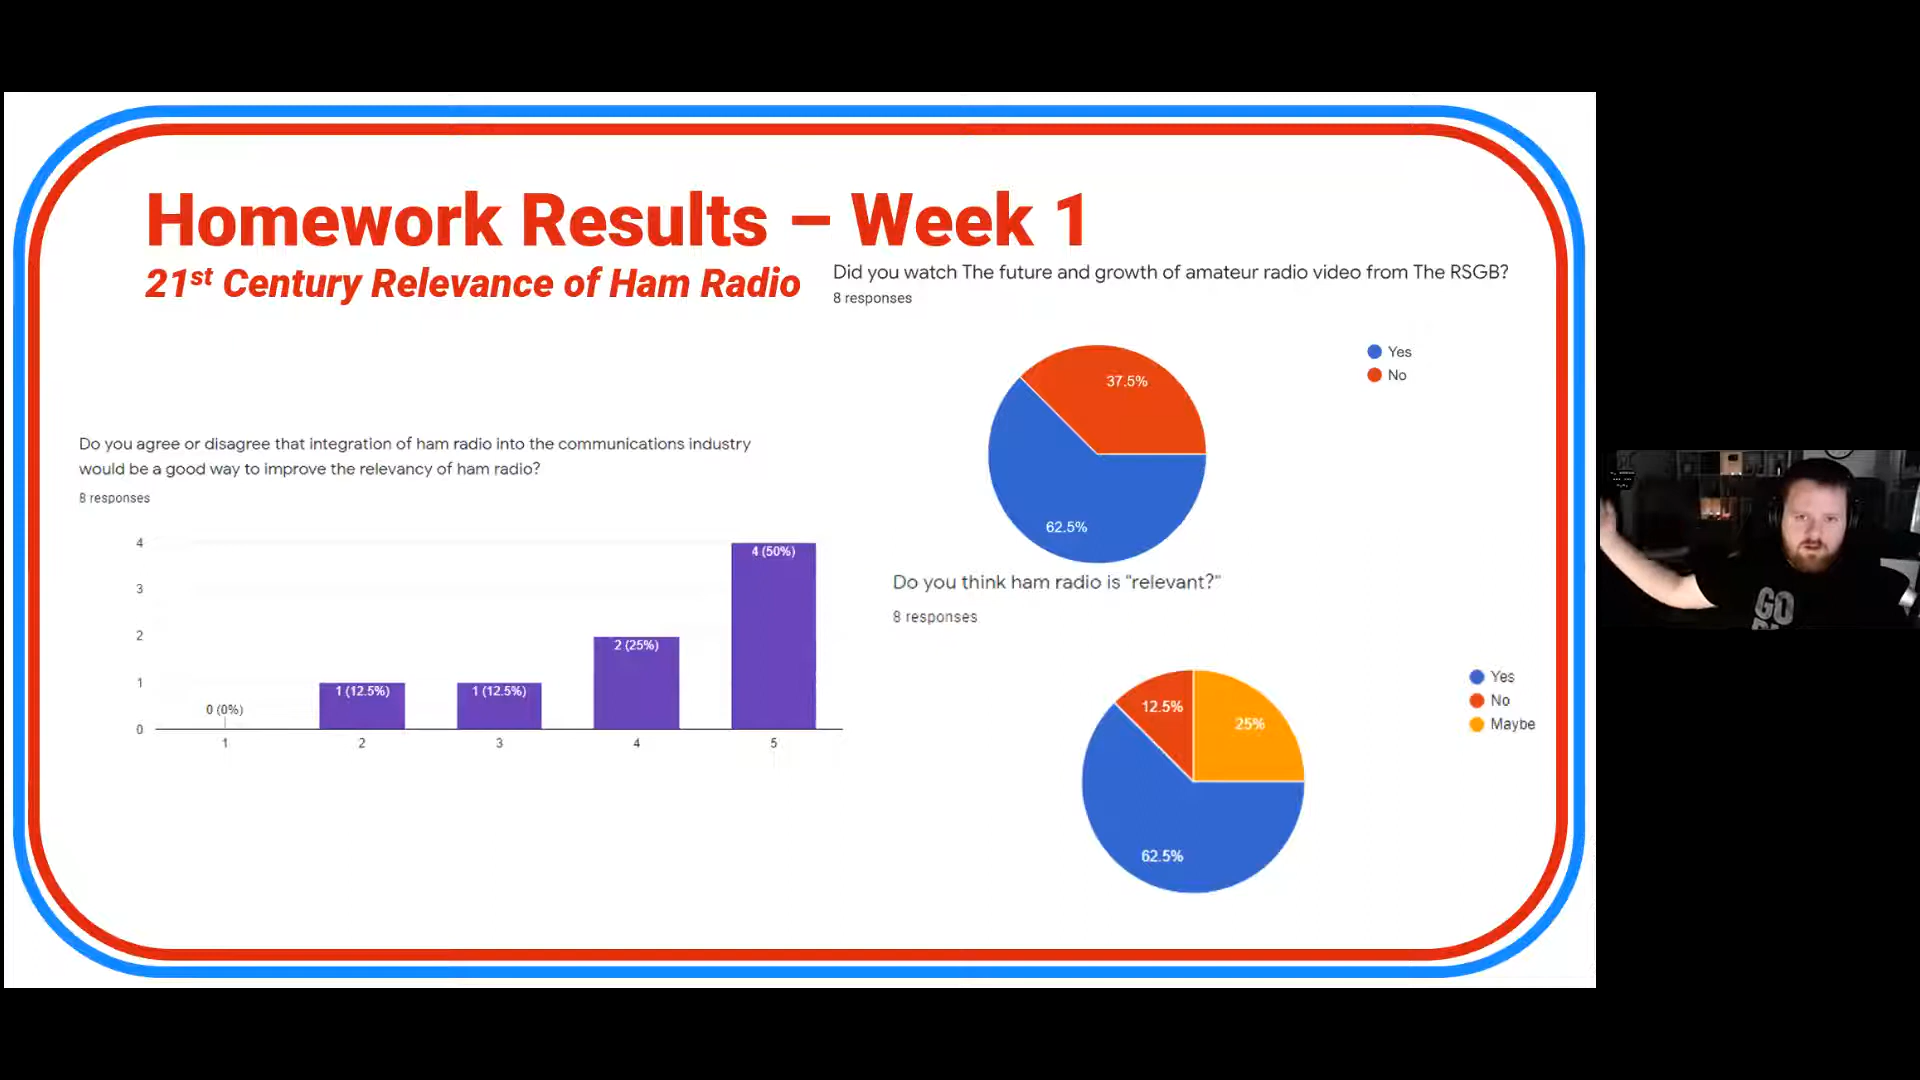 Homework Results – Week 1
21st Century Relevance of Ham Radio
Did you watch The future and growth of amateur radio video from The RSGB?
8 responses
Yes
No
37.5%
62.5%
Do you agree or disagree that integration of ham radio into the communications industry
would be a good way to improve the relevancy of ham radio?
8 responses
4
3
2
1
0
0 (0%)
1 (12.5%)
1 (12.5%)
2 (25%)
4 (50%)
1
2
3
4
5
Do you think ham radio is "relevant?"
8 responses
Yes
No
Maybe
12.5%
25%
62.5%
GO